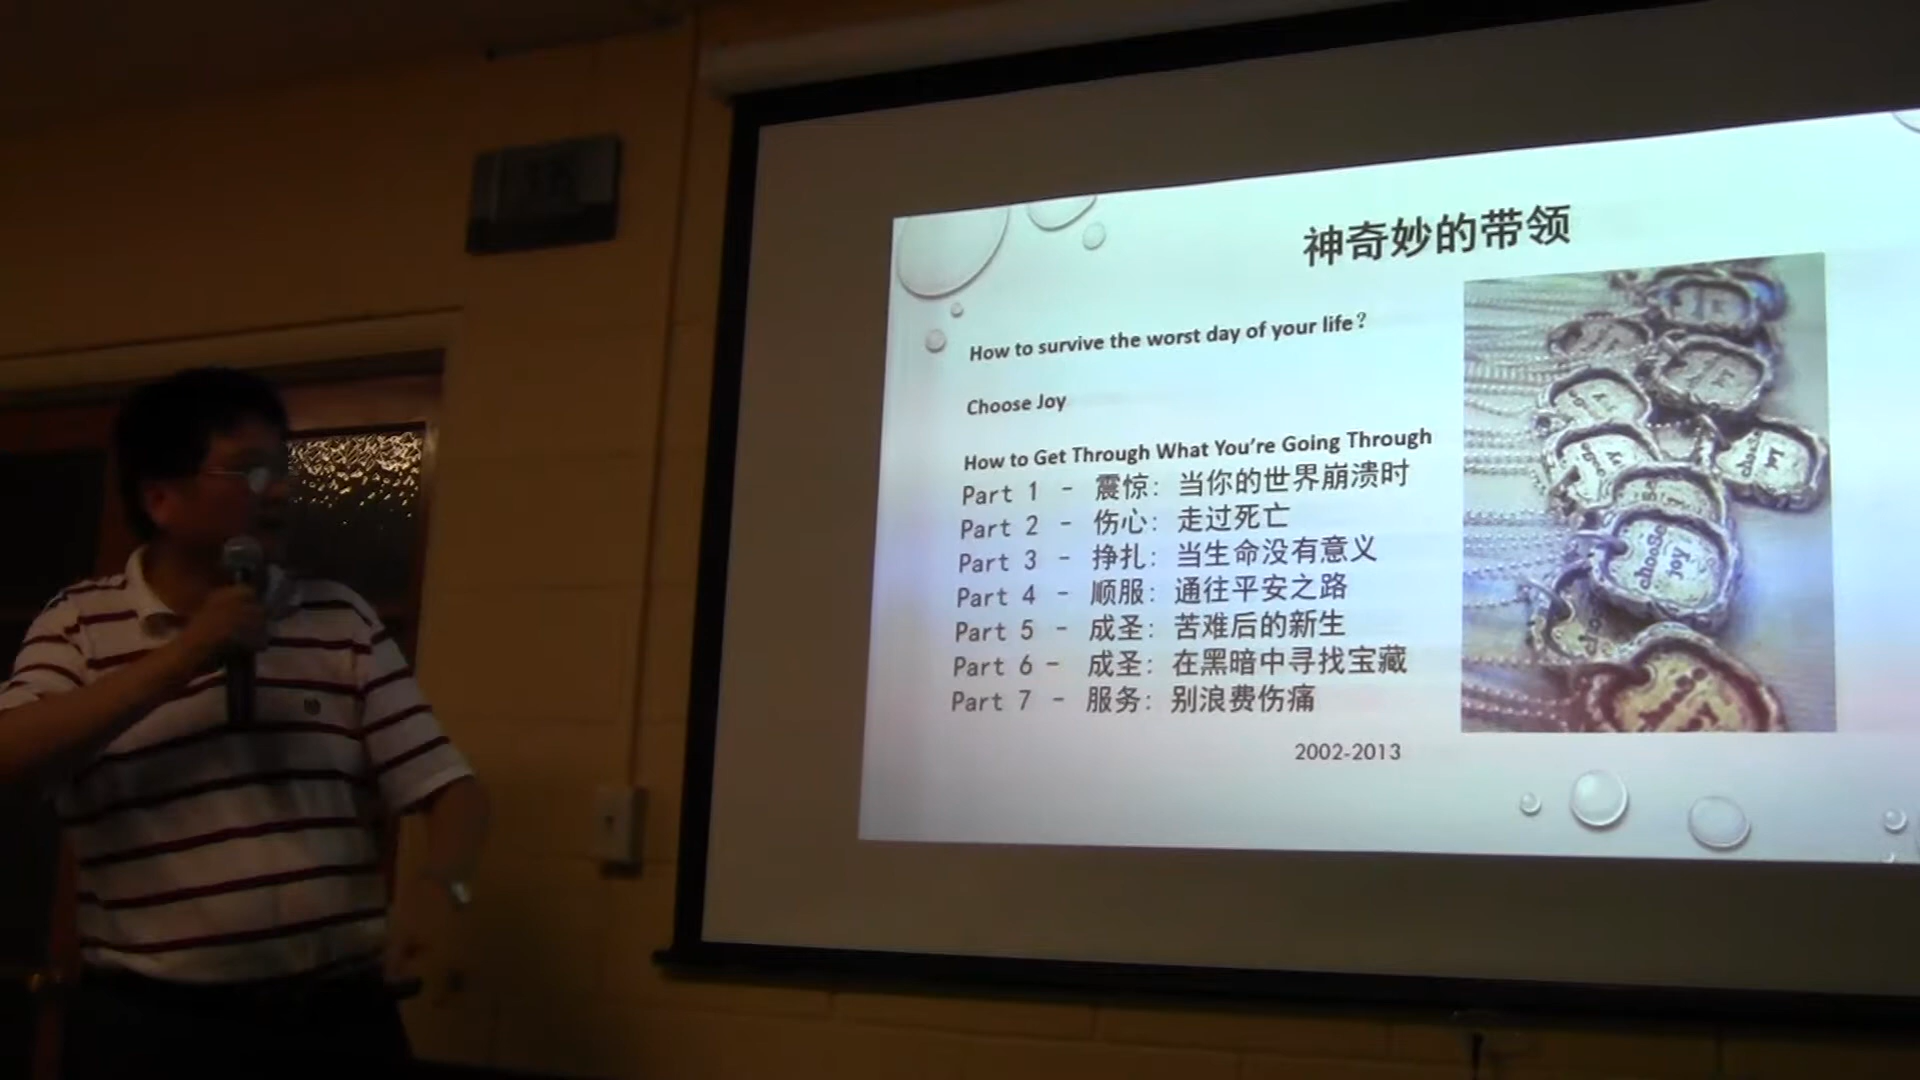 神奇妙的带领
How to survive the worst day of your life?
Choose Joy
How to Get Through What You're Going Through
Part 1 - 震惊：当你的世界崩溃时
Part 2 - 伤心：走过死亡
Part 3 - 挣扎：当生命没有意义
Part 4 - 顺服：通往平安之路
Part 5 - 成圣：苦难后的新生
Part 6 - 成圣：在黑暗中寻找宝藏
Part 7 - 服务：别浪费伤痛
2002-2013
choose
joy